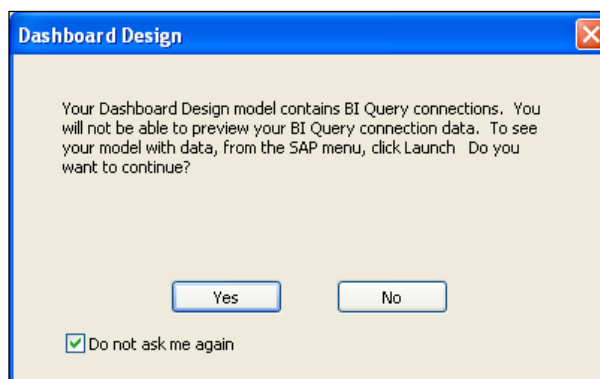 Dashboard Design
Your Dashboard Design model contains BI Query connections.  You
will not be able to preview your BI Query connection data.  To see
your model with data, from the SAP menu, click Launch   Do you
want to continue?
Yes
No
Do not ask me again